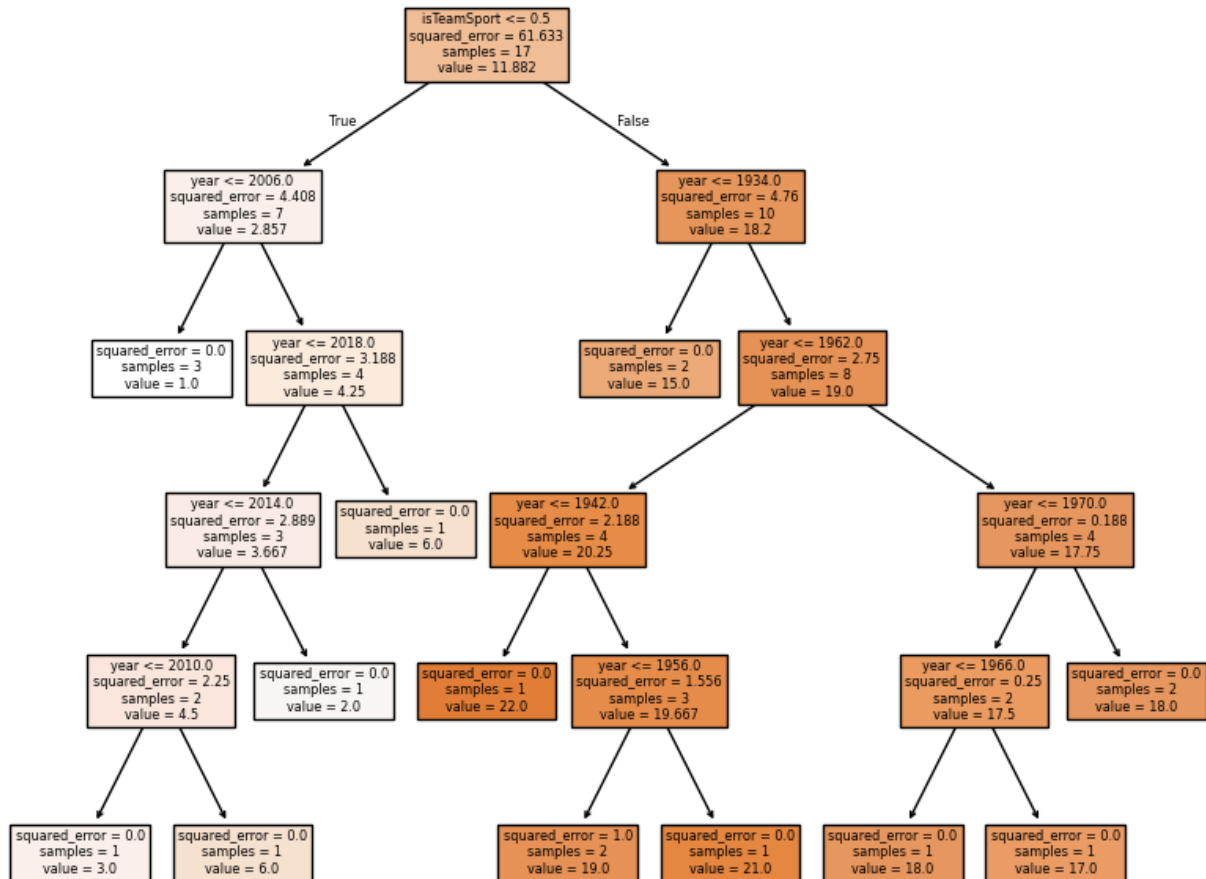 isTeamSport <= 0.5
squared_error = 61.633
samples = 17
value = 11.882
True
False
year <= 2006.0
squared_error = 4.408
samples = 7
value = 2.857
year <= 1934.0
squared_error = 4.76
samples = 10
value = 18.2
squared_error = 0.0
samples = 3
value = 1.0
year <= 2018.0
squared_error = 3.188
samples = 4
value = 4.25
squared_error = 0.0
samples = 2
value = 15.0
year <= 1962.0
squared_error = 2.75
samples = 8
value = 19.0
year <= 2014.0
squared_error = 2.889
samples = 3
value = 3.667
squared_error = 0.0
samples = 1
value = 6.0
year <= 1942.0
squared_error = 2.188
samples = 4
value = 20.25
year <= 1970.0
squared_error = 0.188
samples = 4
value = 17.75
year <= 2010.0
squared_error = 2.25
samples = 2
value = 4.5
squared_error = 0.0
samples = 1
value = 2.0
squared_error = 0.0
samples = 1
value = 22.0
year <= 1956.0
squared_error = 1.556
samples = 3
value = 19.667
year <= 1966.0
squared_error = 0.25
samples = 2
value = 17.5
squared_error = 0.0
samples = 2
value = 18.0
squared_error = 0.0
samples = 1
value = 3.0
squared_error = 0.0
samples = 1
value = 6.0
squared_error = 1.0
samples = 2
value = 19.0
squared_error = 0.0
samples = 1
value = 21.0
squared_error = 0.0
samples = 1
value = 18.0
squared_error = 0.0
samples = 1
value = 17.0